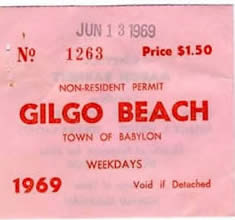 JUN 13 1969
No 1263 Price $1.50
NON-RESIDENT PERMIT
GILGO BEACH
TOWN OF BABYLON
WEEKDAYS
1969 Void if Detached